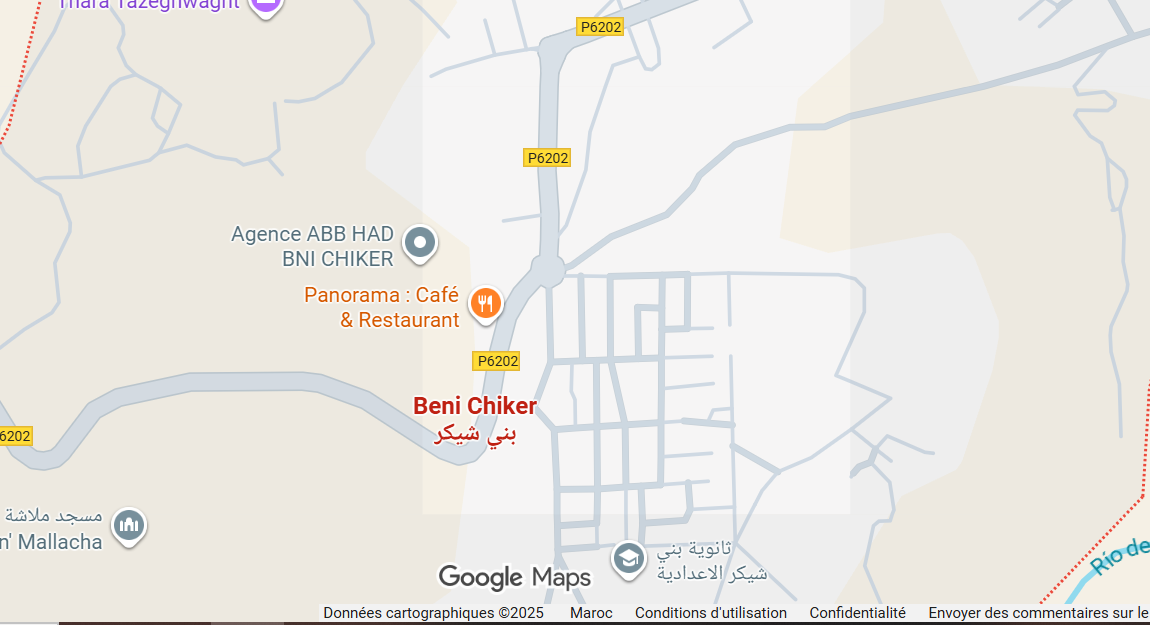 Thara Tazeghwaght
P6202
P6202
Agence ABB HAD
BNI CHIKER
Panorama : Café
& Restaurant
P6202
Beni Chiker
بني شيكر
6202
مسجد ملاشة
n' Mallacha
ثانوية بني
شيكر الاعدادية
Río de
Google Maps
Données cartographiques ©2025 Maroc Conditions d'utilisation Confidentialité Envoyer des commentaires sur le